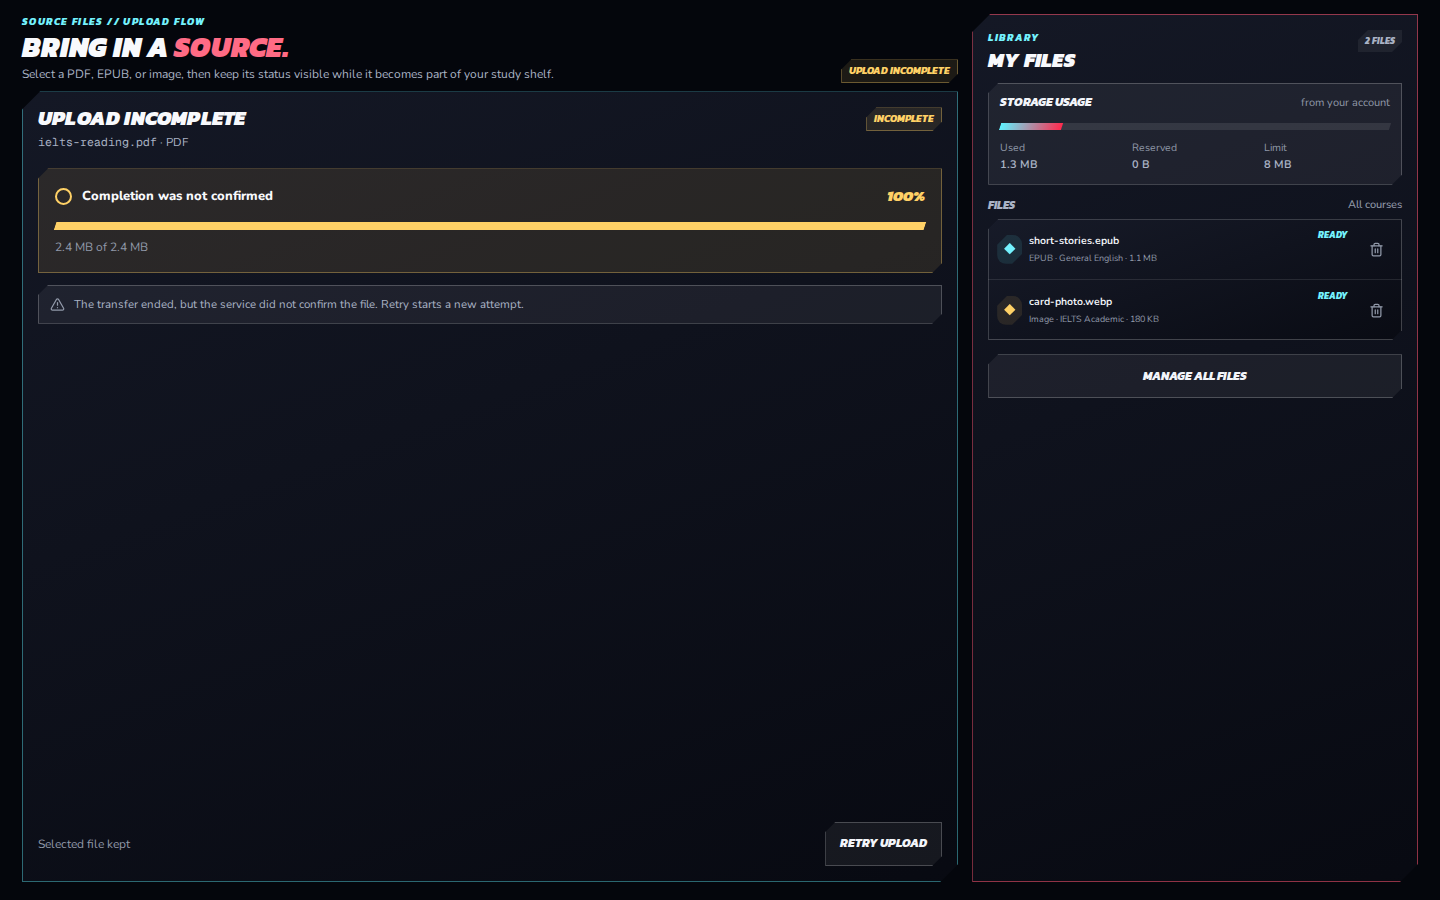 SOURCE FILES // UPLOAD FLOW
BRING IN A SOURCE.
Select a PDF, EPUB, or image, then keep its status visible while it becomes part of your study shelf.
UPLOAD INCOMPLETE
UPLOAD INCOMPLETE
INCOMPLETE
ielts-reading.pdf · PDF
Completion was not confirmed
100%
2.4 MB of 2.4 MB
The transfer ended, but the service did not confirm the file. Retry starts a new attempt.
Selected file kept
RETRY UPLOAD
LIBRARY
2 FILES
MY FILES
STORAGE USAGE
from your account
Used
Reserved
Limit
1.3 MB
0 B
8 MB
FILES
All courses
short-stories.epub
READY
EPUB · General English · 1.1 MB
card-photo.webp
READY
Image · IELTS Academic · 180 KB
MANAGE ALL FILES